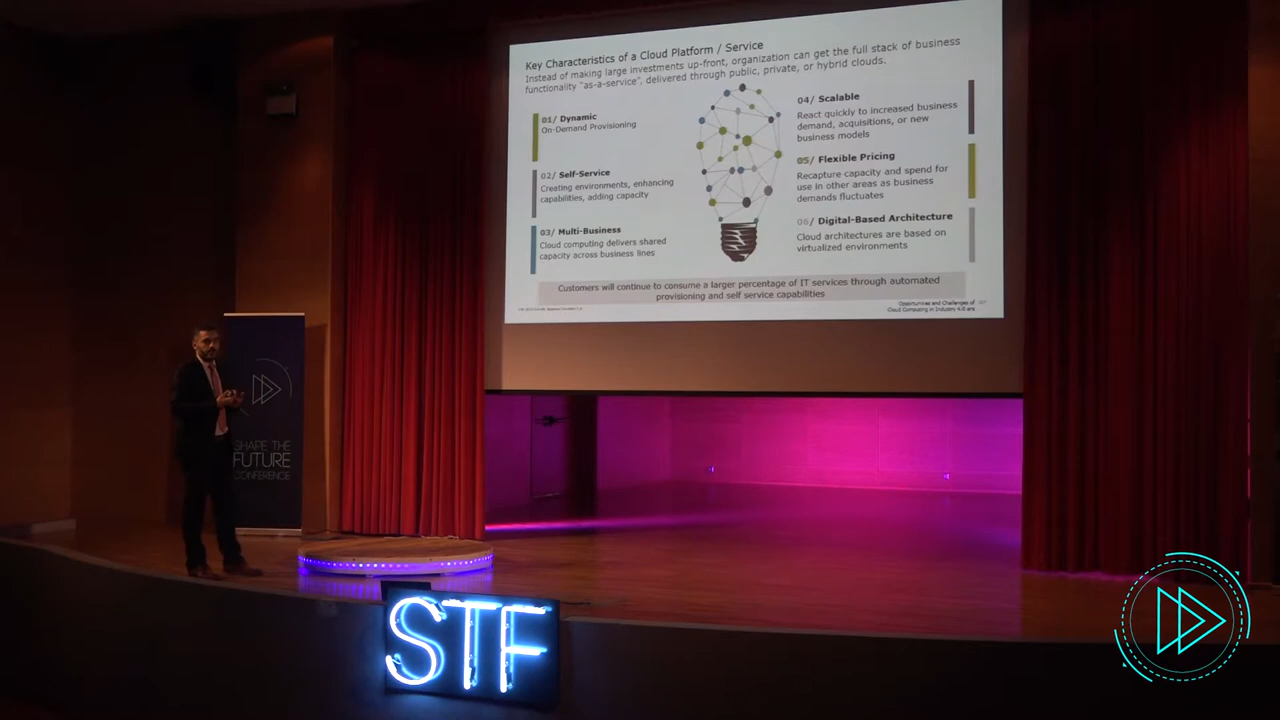 Key Characteristics of a Cloud Platform / Service
Instead of making large investments up-front, organization can get the full stack of business
functionality "as-a-service", delivered through public, private, or hybrid clouds.
01/ Dynamic
On-Demand Provisioning
02/ Self-Service
Creating environments, enhancing
capabilities, adding capacity
03/ Multi-Business
Cloud computing delivers shared
capacity across business lines
04/ Scalable
React quickly to increased business
demand, acquisitions, or new
business models
05/ Flexible Pricing
Recapture capacity and spend for
use in other areas as business
demands fluctuates
06/ Digital-Based Architecture
Cloud architectures are based on
virtualized environments
Customers will continue to consume a larger percentage of IT services through automated
provisioning and self service capabilities
Opportunities and Challenges of
Cloud Computing in Industry 4.0 era
SHAPE THE
FUTURE
CONFERENCE
STF